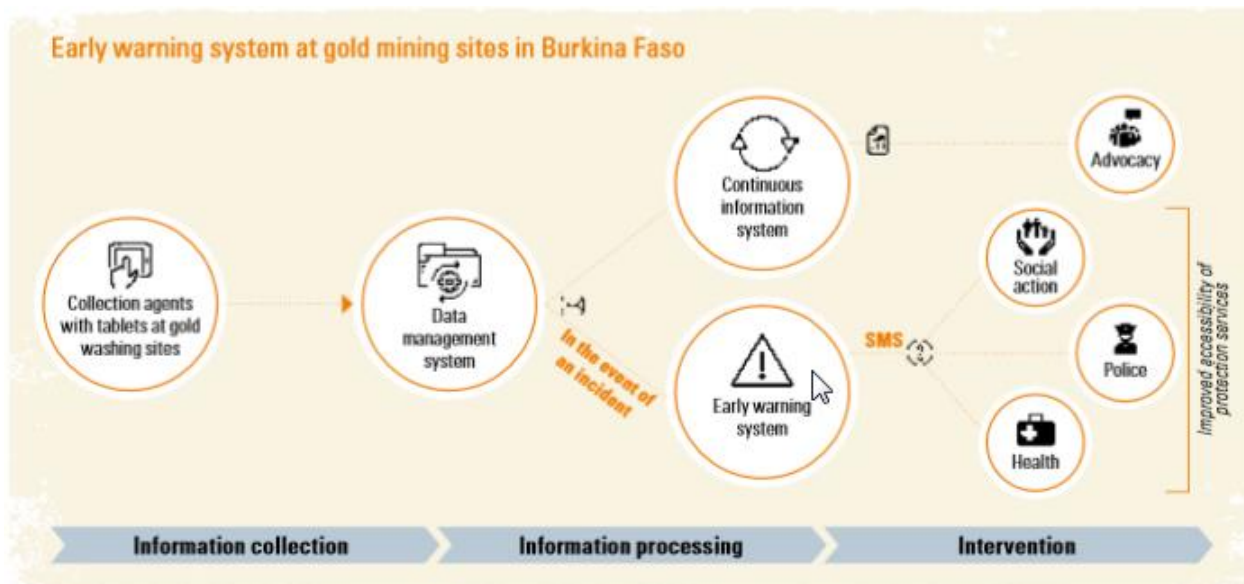 Early warning system at gold mining sites in Burkina Faso
Collection agents
with tablets at gold
washing sites
Data
management
system
In the event of
an incident
Continuous
information
system
Early warning
system
SMS
Advocacy
Social
action
Police
Health
Improved accessibility of
protection services
Information collection
Information processing
Intervention